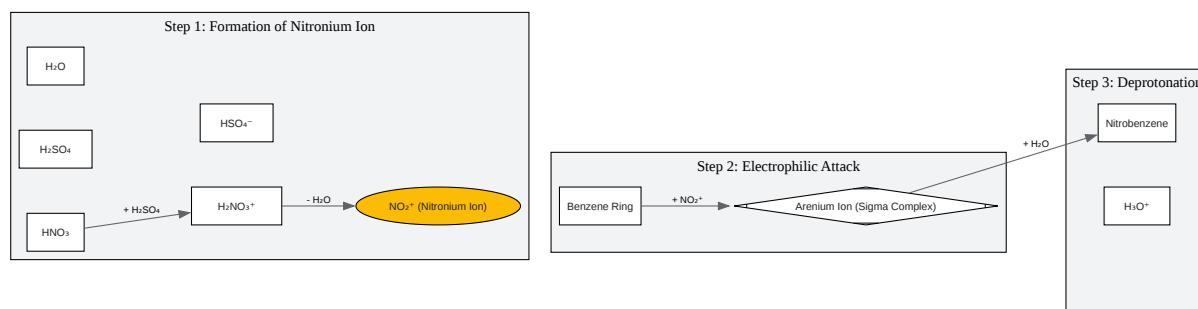 Step 1: Formation of Nitronium Ion
H₂O
HSO₄⁻
H₂SO₄
+ H₂SO₄
H₂NO₃⁺
- H₂O
NO₂⁺ (Nitronium Ion)
HNO₃
Step 2: Electrophilic Attack
Benzene Ring
+ NO₂⁺
Arenium Ion (Sigma Complex)
+ H₂O
Step 3: Deprotonation
Nitrobenzene
H₃O⁺